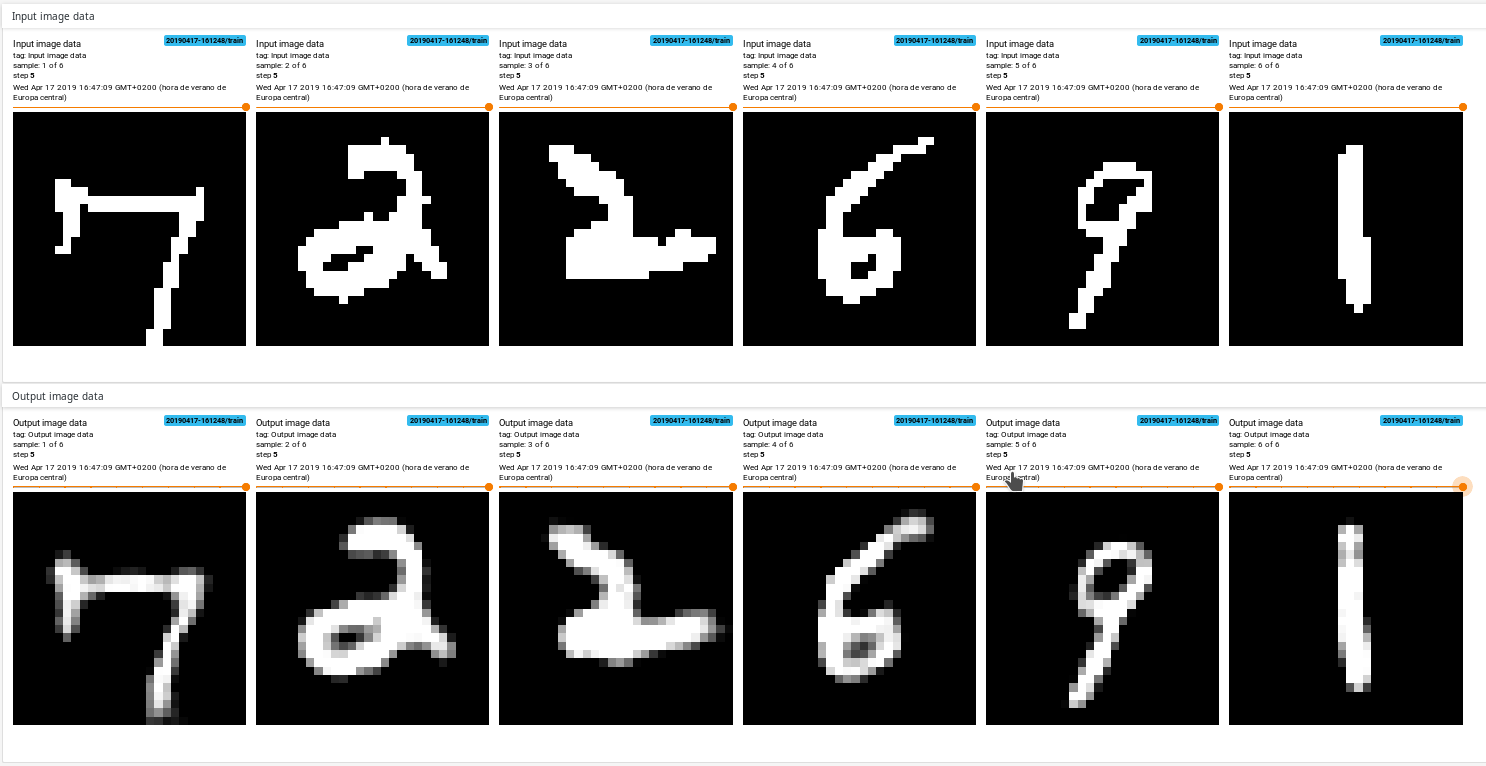 Input image data
Input image data 20190417-161248/train
tag: Input image data
sample: 1 of 6
step 5
Wed Apr 17 2019 16:47:09 GMT+0200 (hora de verano de
Europa central)
Input image data 20190417-161248/train
tag: Input image data
sample: 2 of 6
step 5
Wed Apr 17 2019 16:47:09 GMT+0200 (hora de verano de
Europa central)
Input image data 20190417-161248/train
tag: Input image data
sample: 3 of 6
step 5
Wed Apr 17 2019 16:47:09 GMT+0200 (hora de verano de
Europa central)
Input image data 20190417-161248/train
tag: Input image data
sample: 4 of 6
step 5
Wed Apr 17 2019 16:47:09 GMT+0200 (hora de verano de
Europa central)
Input image data 20190417-161248/train
tag: Input image data
sample: 5 of 6
step 5
Wed Apr 17 2019 16:47:09 GMT+0200 (hora de verano de
Europa central)
Input image data 20190417-161248/train
tag: Input image data
sample: 6 of 6
step 5
Wed Apr 17 2019 16:47:09 GMT+0200 (hora de verano de
Europa central)
7 2 2 6 9 1
Output image data
Output image data 20190417-161248/train
tag: Output image data
sample: 1 of 6
step 5
Wed Apr 17 2019 16:47:09 GMT+0200 (hora de verano de
Europa central)
Output image data 20190417-161248/train
tag: Output image data
sample: 2 of 6
step 5
Wed Apr 17 2019 16:47:09 GMT+0200 (hora de verano de
Europa central)
Output image data 20190417-161248/train
tag: Output image data
sample: 3 of 6
step 5
Wed Apr 17 2019 16:47:09 GMT+0200 (hora de verano de
Europa central)
Output image data 20190417-161248/train
tag: Output image data
sample: 4 of 6
step 5
Wed Apr 17 2019 16:47:09 GMT+0200 (hora de verano de
Europa central)
Output image data 20190417-161248/train
tag: Output image data
sample: 5 of 6
step 5
Wed Apr 17 2019 16:47:09 GMT+0200 (hora de verano de
Europa central)
Output image data 20190417-161248/train
tag: Output image data
sample: 6 of 6
step 5
Wed Apr 17 2019 16:47:09 GMT+0200 (hora de verano de
Europa central)
7 2 2 6 9 1